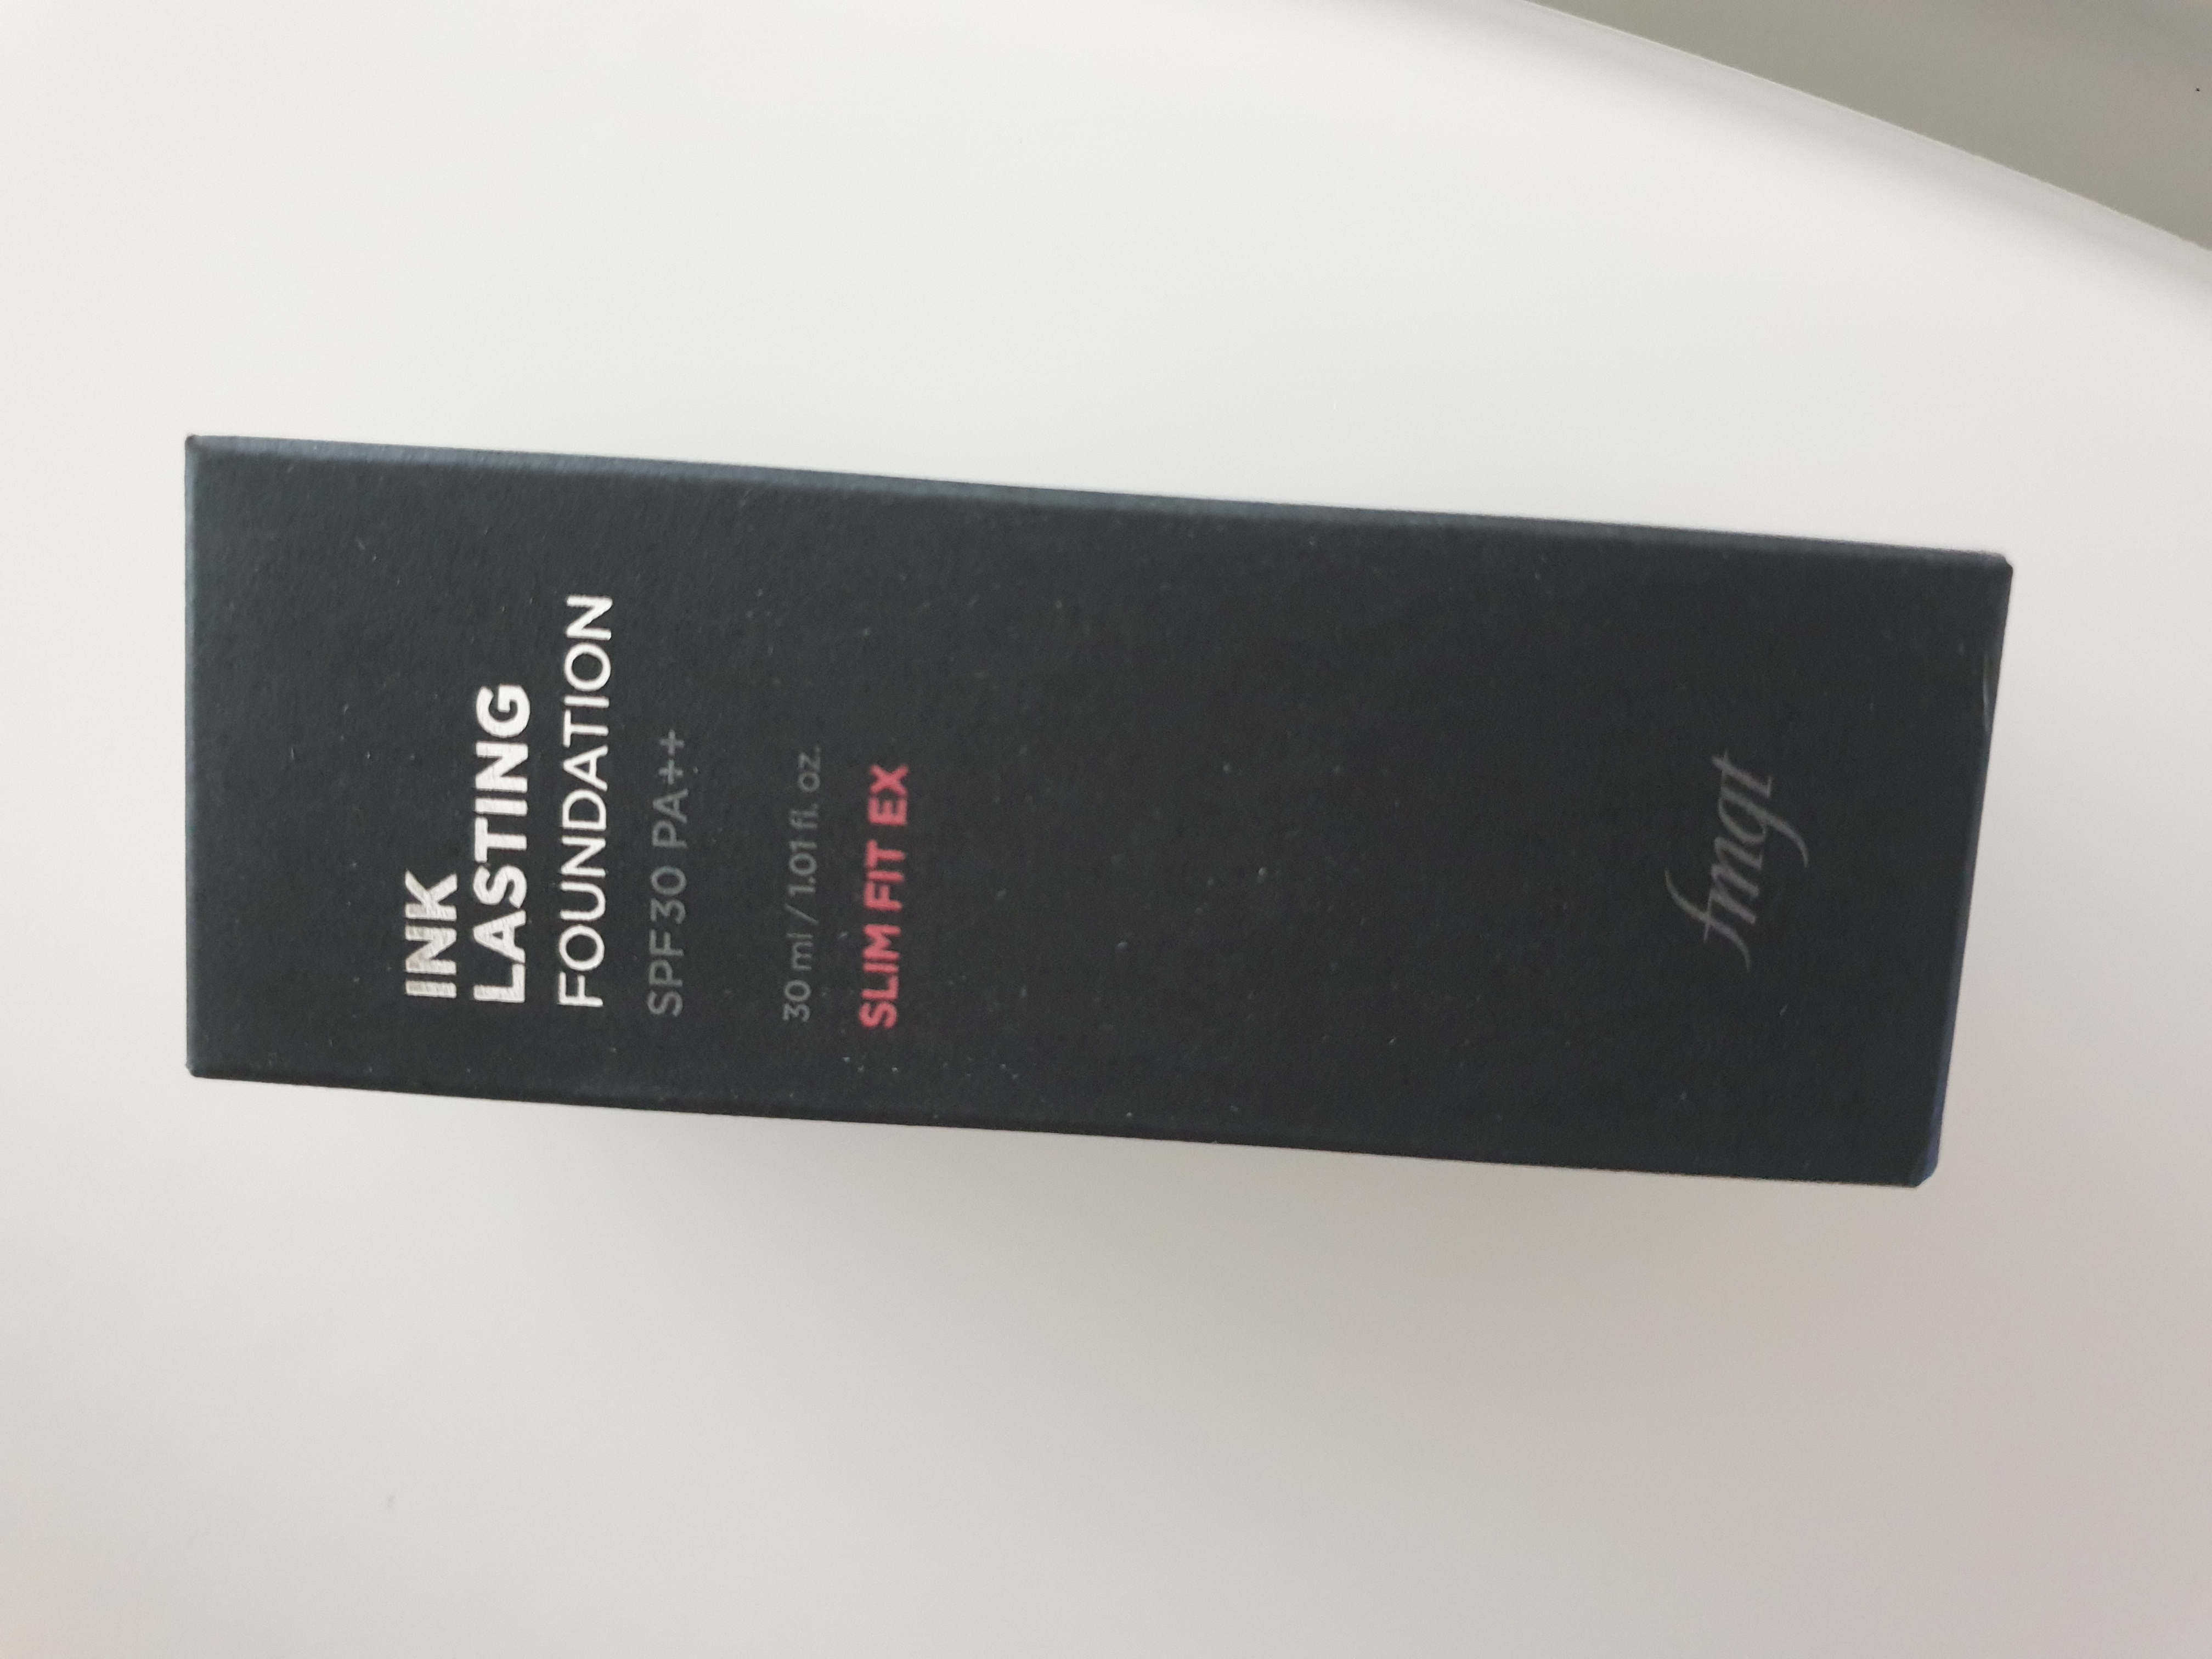 INK
LASTING
FOUNDATION
SPF30 PA++
30 ml / 1.01 fl. oz.
SLIM FIT EX
fmgt